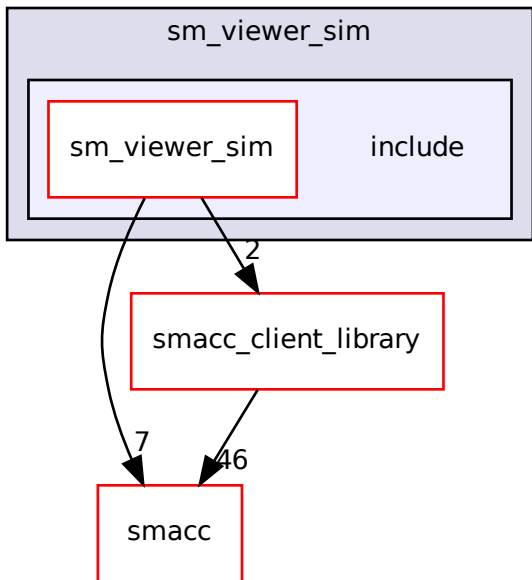 sm_viewer_sim
sm_viewer_sim
include
2
smacc_client_library
7
46
smacc